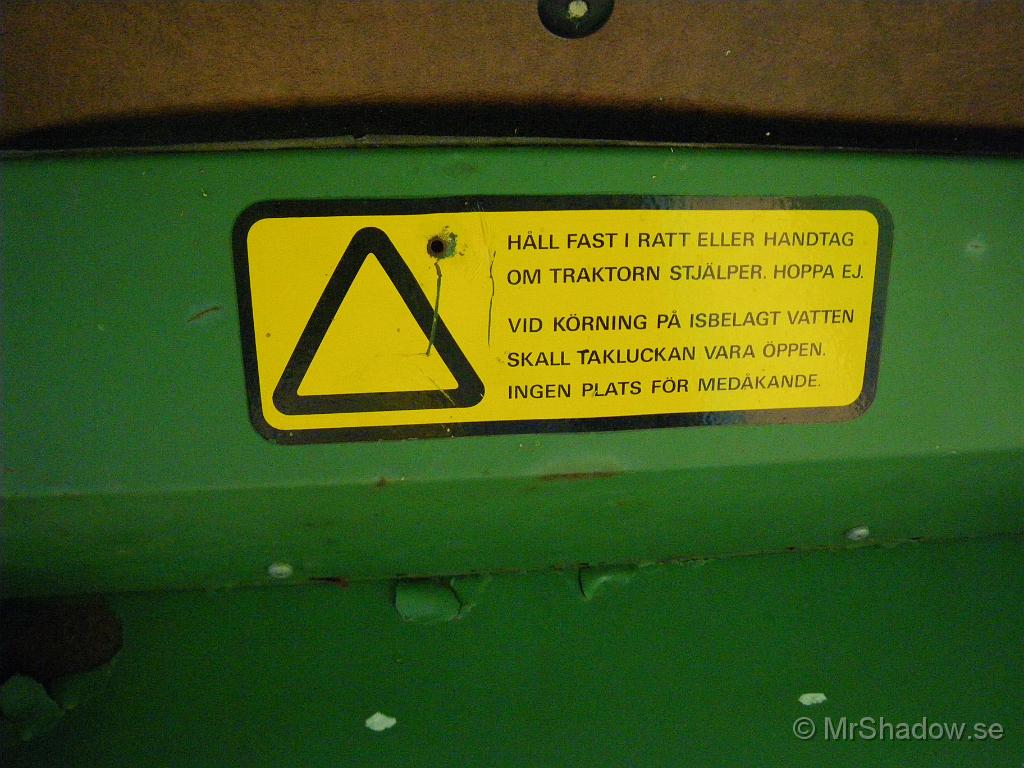 HÅLL FAST I RATT ELLER HANDTAG
OM TRAKTORN STJÄLPER. HOPPA EJ.
VID KÖRNING PÅ ISBELAGT VATTEN
SKALL TAKLUCKAN VARA ÖPPEN.
INGEN PLATS FÖR MEDÅKANDE.
© MrShadow.se